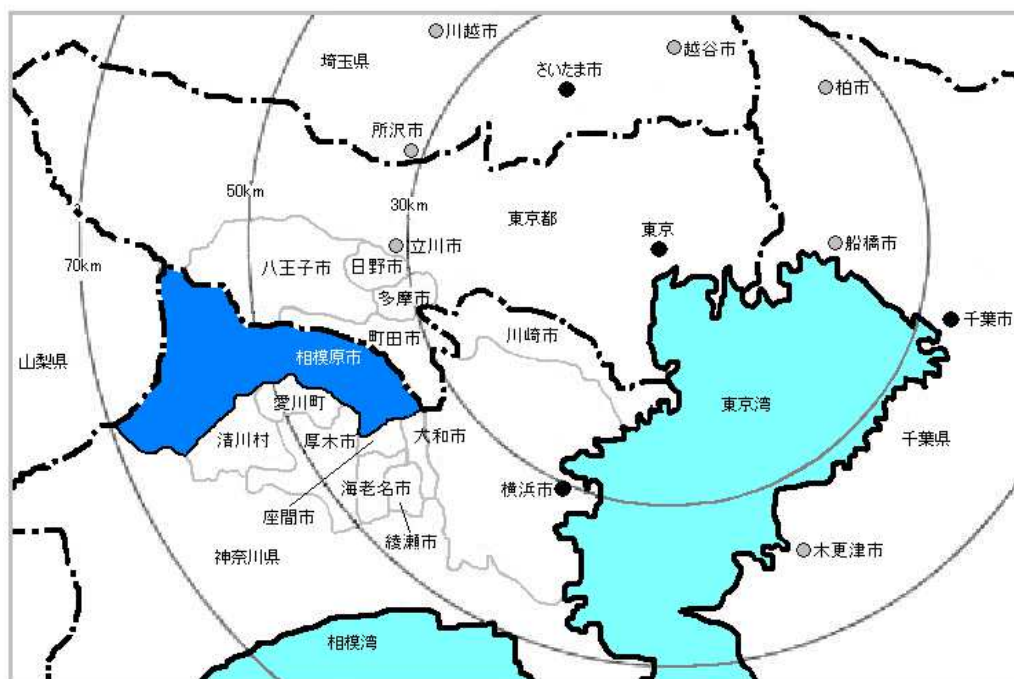 川越市
越谷市
埼玉県
さいたま市
柏市
所沢市
50km
30km
東京都
東京
立川市
船橋市
八王子市
日野市
70km
多摩市
千葉市
町田市
川崎市
山梨県
相模原市
愛川町
東京湾
清川村
厚木市
大和市
千葉県
海老名市
横浜市
座間市
綾瀬市
神奈川県
木更津市
相模湾